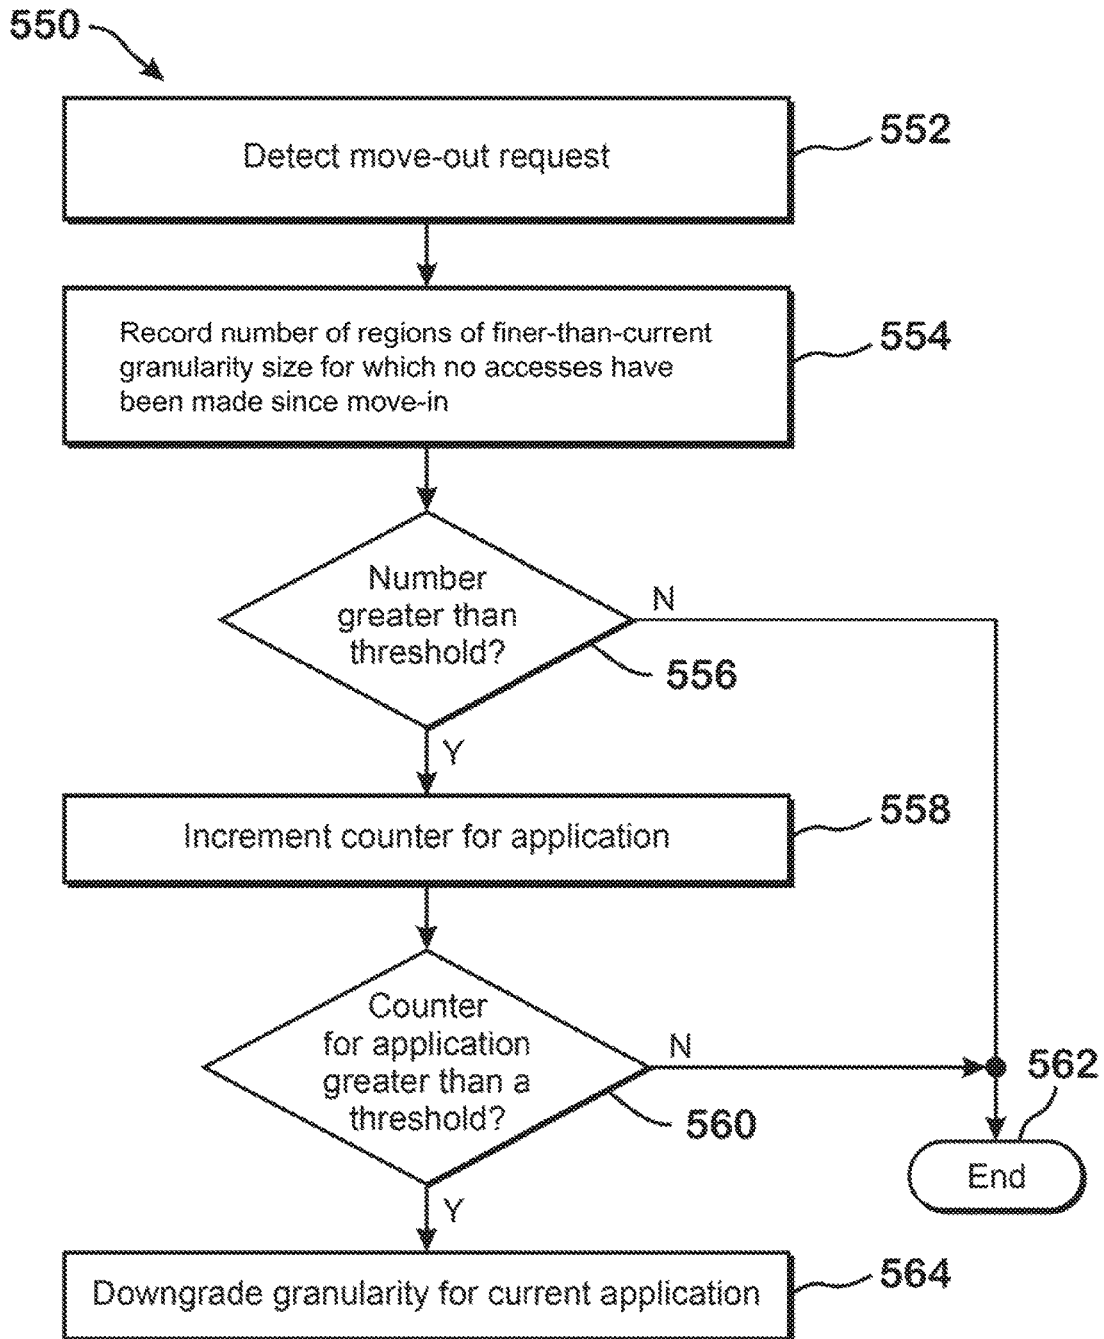 550
Detect move-out request
552
Record number of regions of finer-than-current
granularity size for which no accesses have
been made since move-in
554
Number
greater than
threshold?
N
556
Y
Increment counter for application
558
Counter
for application
greater than a
threshold?
N
560
562
End
Y
Downgrade granularity for current application
564